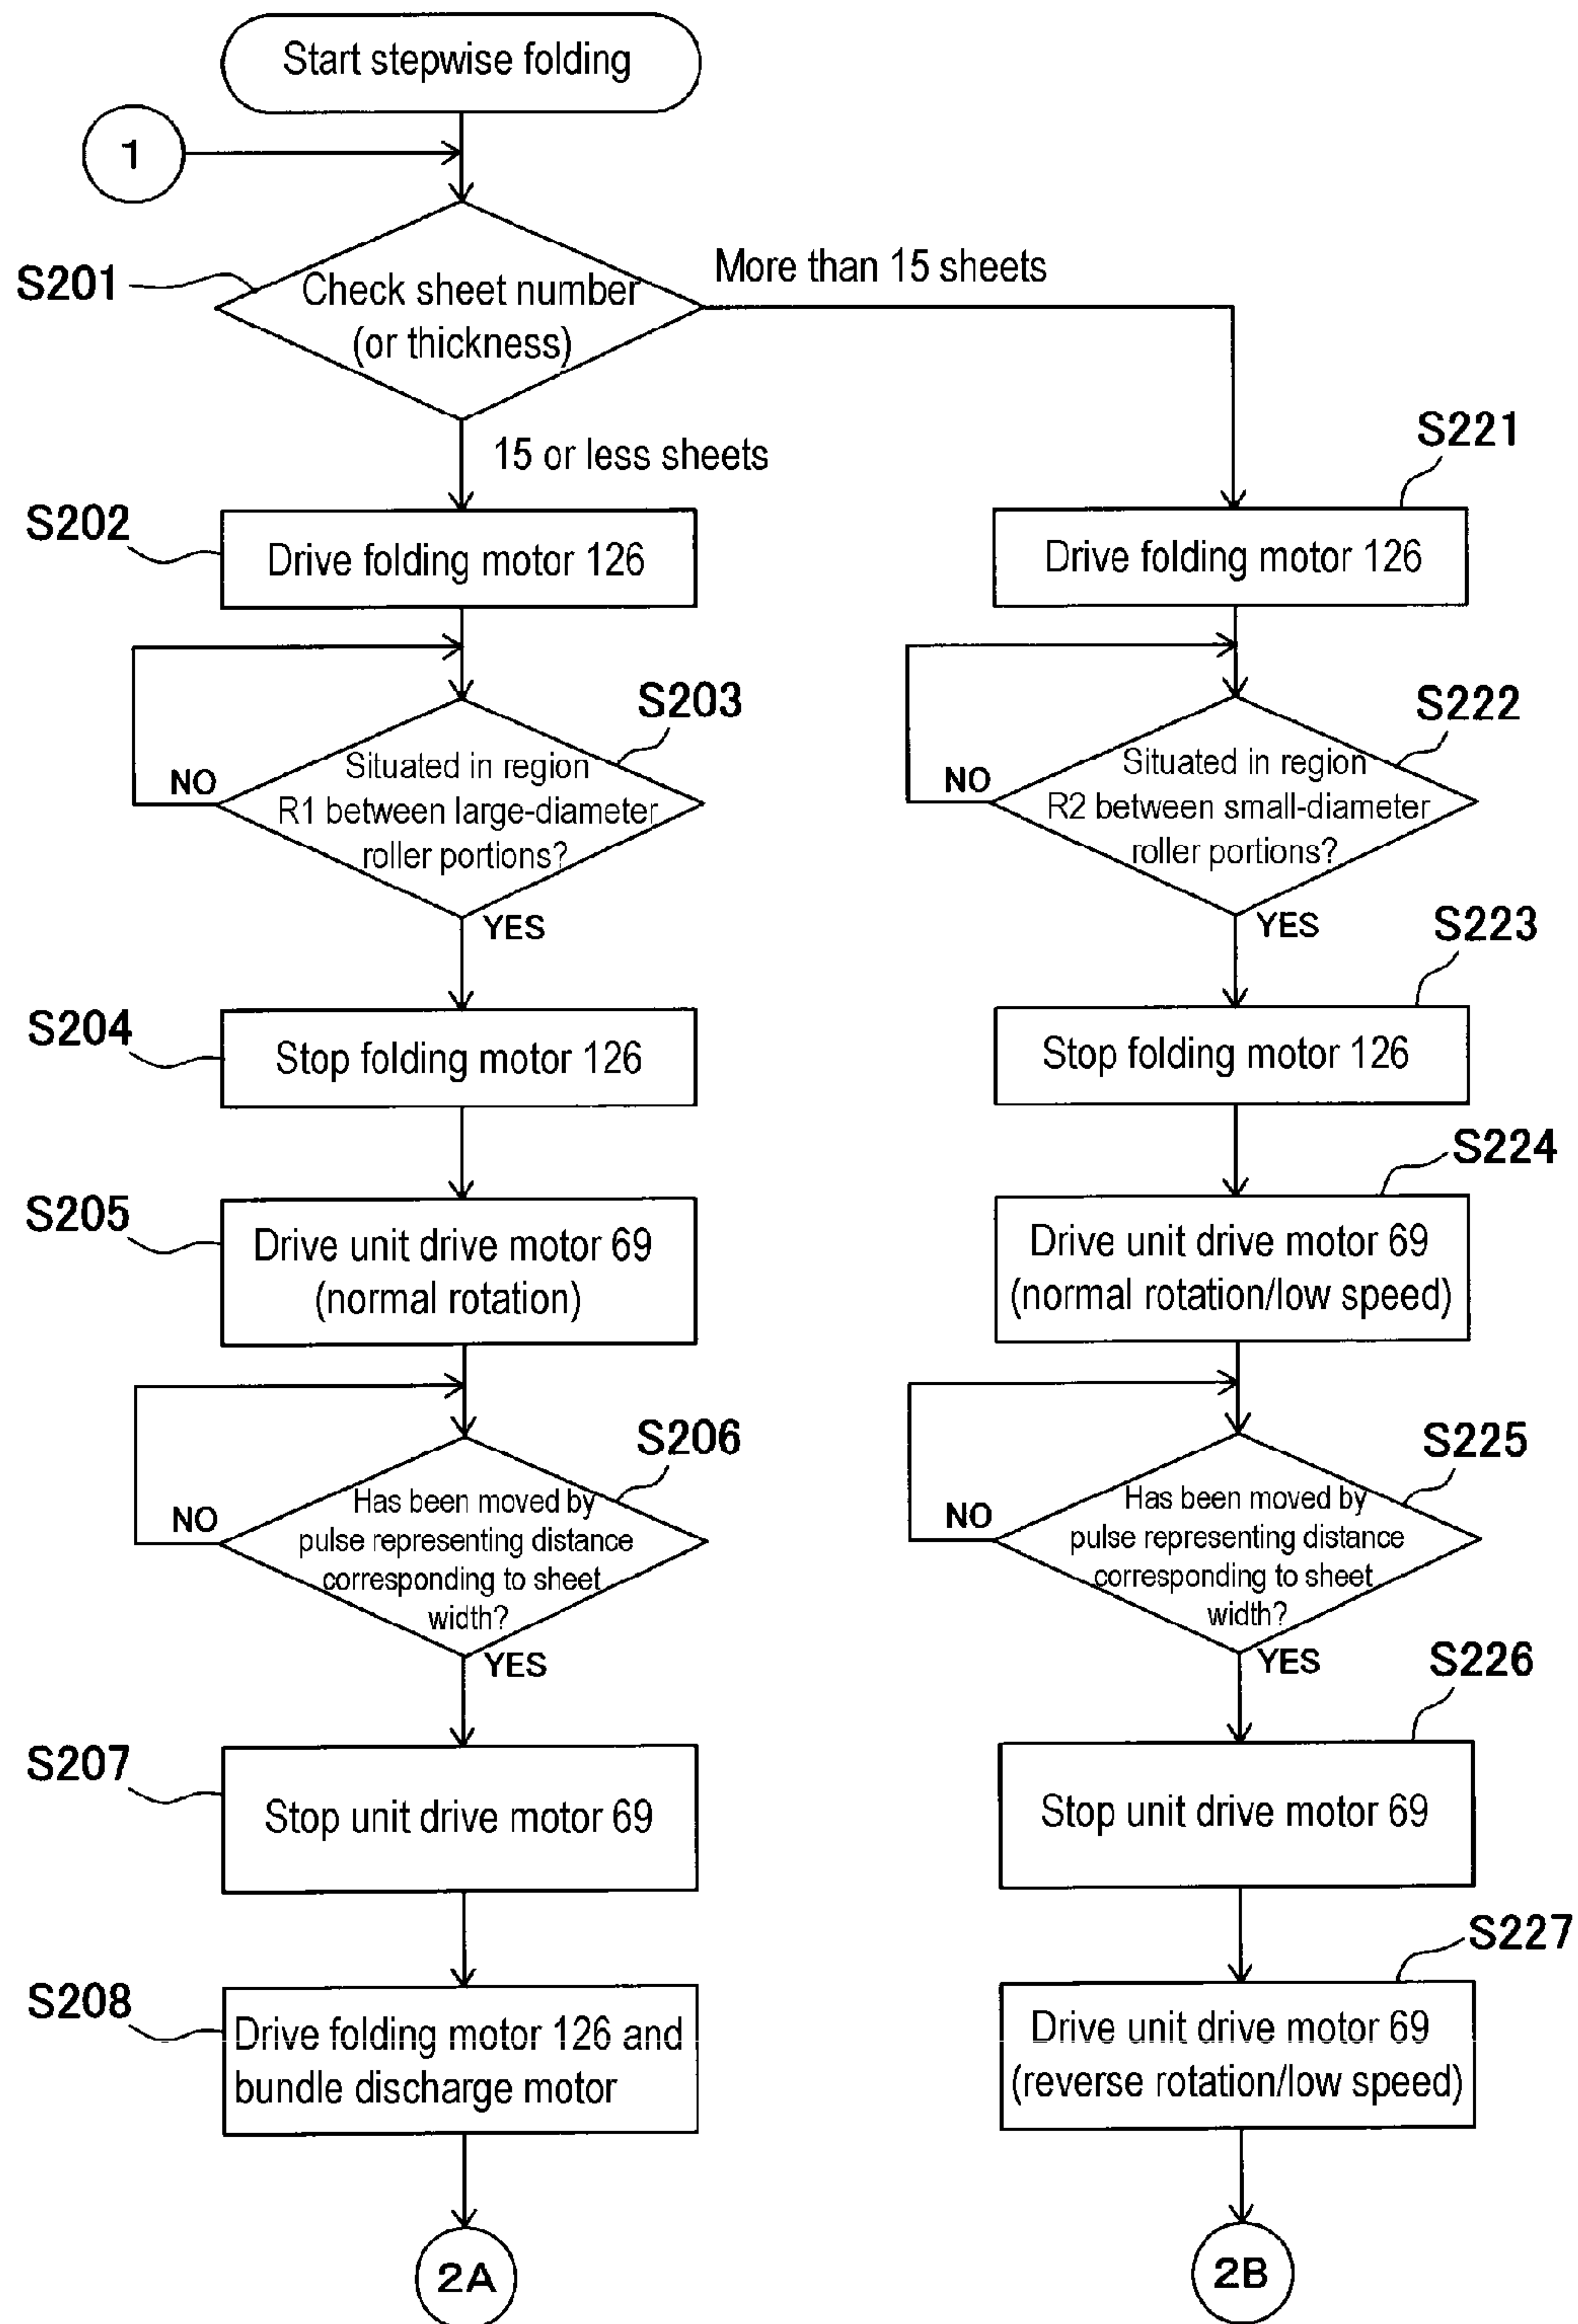 Start stepwise folding
1
S201
Check sheet number
(or thickness)
More than 15 sheets
15 or less sheets
S202
Drive folding motor 126
S203
Situated in region
R1 between large-diameter
roller portions?
NO
YES
S204
Stop folding motor 126
S205
Drive unit drive motor 69
(normal rotation)
S206
Has been moved by
pulse representing distance
corresponding to sheet
width?
NO
YES
S207
Stop unit drive motor 69
S208
Drive folding motor 126 and
bundle discharge motor
2A
S221
Drive folding motor 126
S222
Situated in region
R2 between small-diameter
roller portions?
NO
YES
S223
Stop folding motor 126
S224
Drive unit drive motor 69
(normal rotation/low speed)
S225
Has been moved by
pulse representing distance
corresponding to sheet
width?
NO
YES
S226
Stop unit drive motor 69
S227
Drive unit drive motor 69
(reverse rotation/low speed)
2B